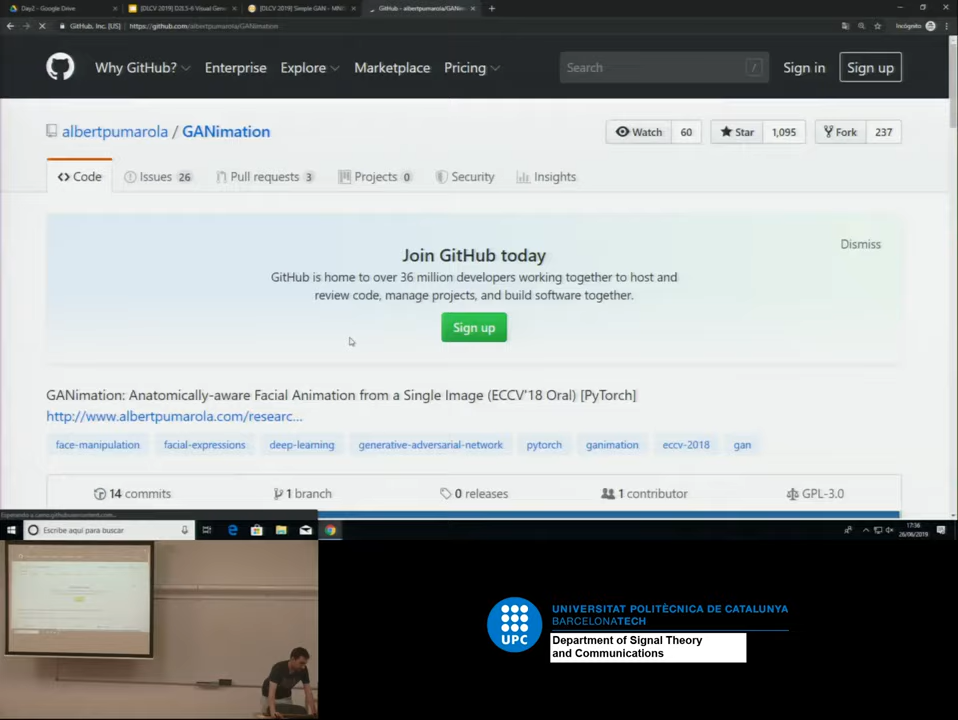 Day2 - Google Drive
[DLCV 2019] D2L5-6 Visual Gene
[DLCV 2019] Simple GAN - MNIS
GitHub - albertpumarola/GANim
GitHub, Inc. [US] | https://github.com/albertpumarola/GANimation
Incógnito
Why GitHub?
Enterprise
Explore
Marketplace
Pricing
Search
/
Sign in
Sign up
albertpumarola / GANimation
Watch 60
Star 1,095
Fork 237
Code
Issues 26
Pull requests 3
Projects 0
Security
Insights
Dismiss
Join GitHub today
GitHub is home to over 36 million developers working together to host and
review code, manage projects, and build software together.
Sign up
GANimation: Anatomically-aware Facial Animation from a Single Image (ECCV'18 Oral) [PyTorch]
http://www.albertpumarola.com/researc...
face-manipulation facial-expressions deep-learning generative-adversarial-network pytorch ganimation eccv-2018 gan
14 commits
1 branch
0 releases
1 contributor
GPL-3.0
Escribe aquí para buscar
17:36
26/06/2019
UPC
UNIVERSITAT POLITÈCNICA DE CATALUNYA
BARCELONATECH
Department of Signal Theory
and Communications